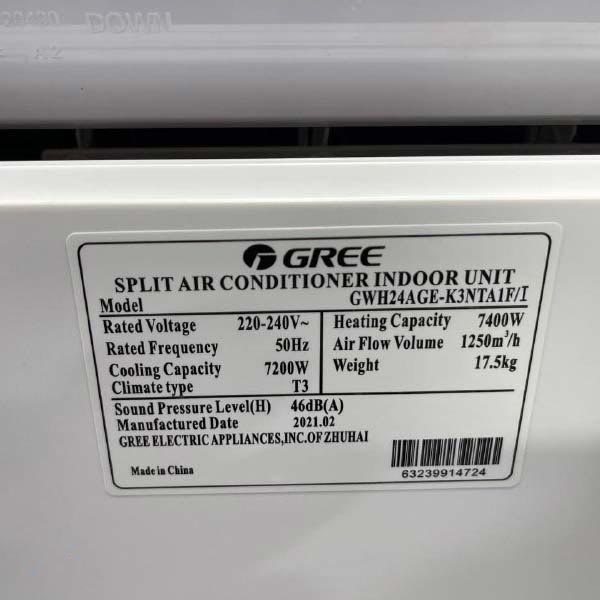 DOWN
GREE
SPLIT AIR CONDITIONER INDOOR UNIT
Model GWH24AGE-K3NTA1F/I
Rated Voltage 220-240V~
Rated Frequency 50Hz
Cooling Capacity 7200W
Climate type T3
Heating Capacity 7400W
Air Flow Volume 1250m³/h
Weight 17.5kg
Sound Pressure Level(H) 46dB(A)
Manufactured Date 2021.02
GREE ELECTRIC APPLIANCES,INC.OF ZHUHAI
Made in China
63239914724